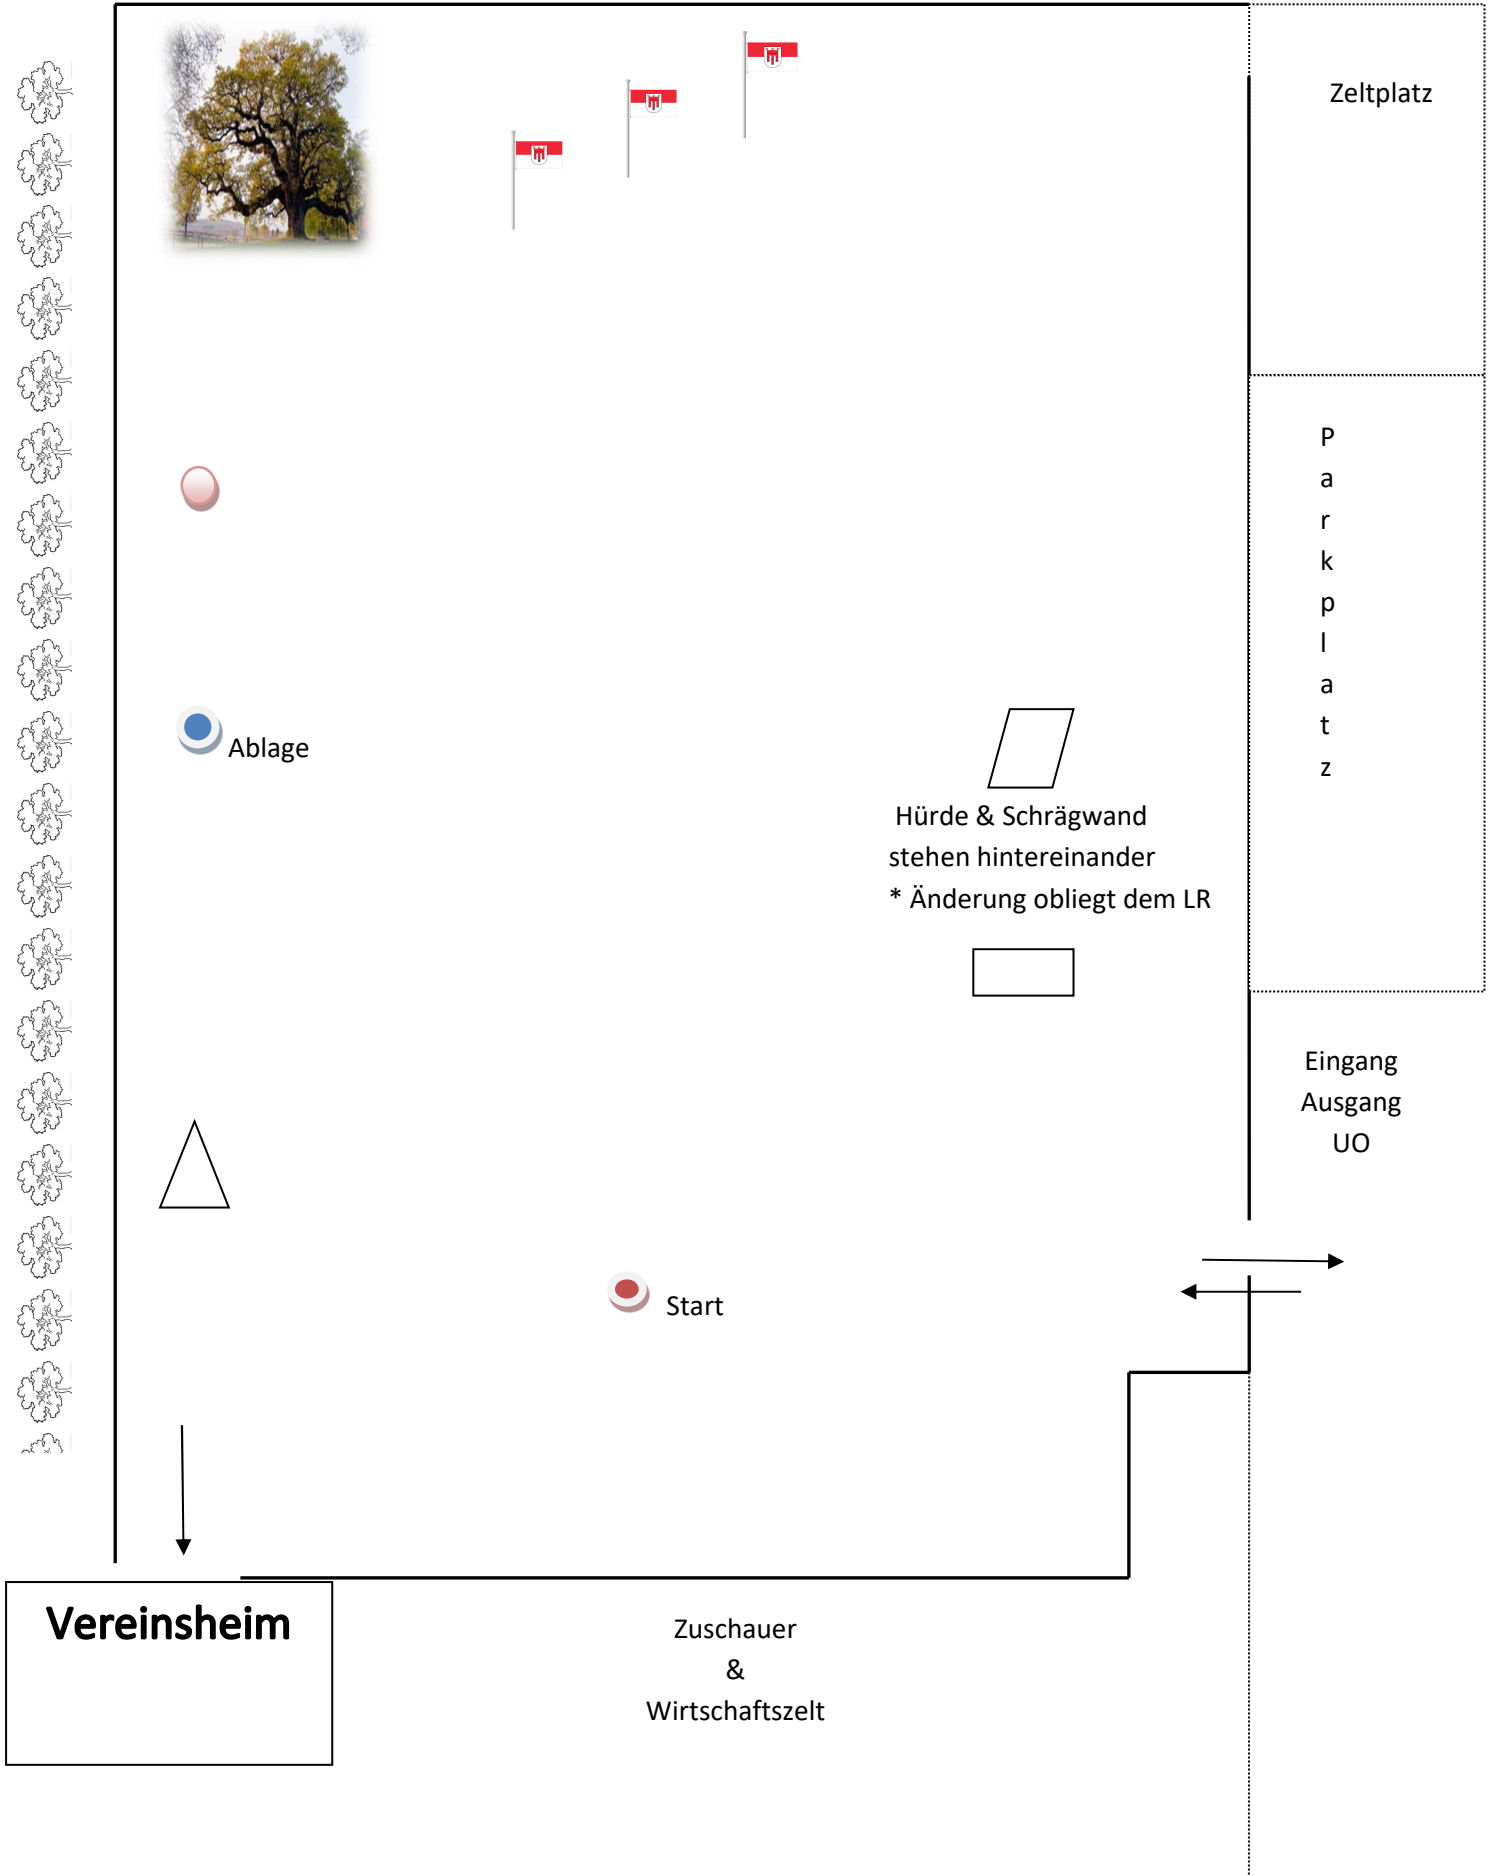 Zeltplatz
P
a
r
k
p
l
a
t
z
Ablage
Hürde & Schrägwand
stehen hintereinander
* Änderung obliegt dem LR
Eingang
Ausgang
UO
Start
Vereinsheim
Zuschauer
&
Wirtschaftszelt